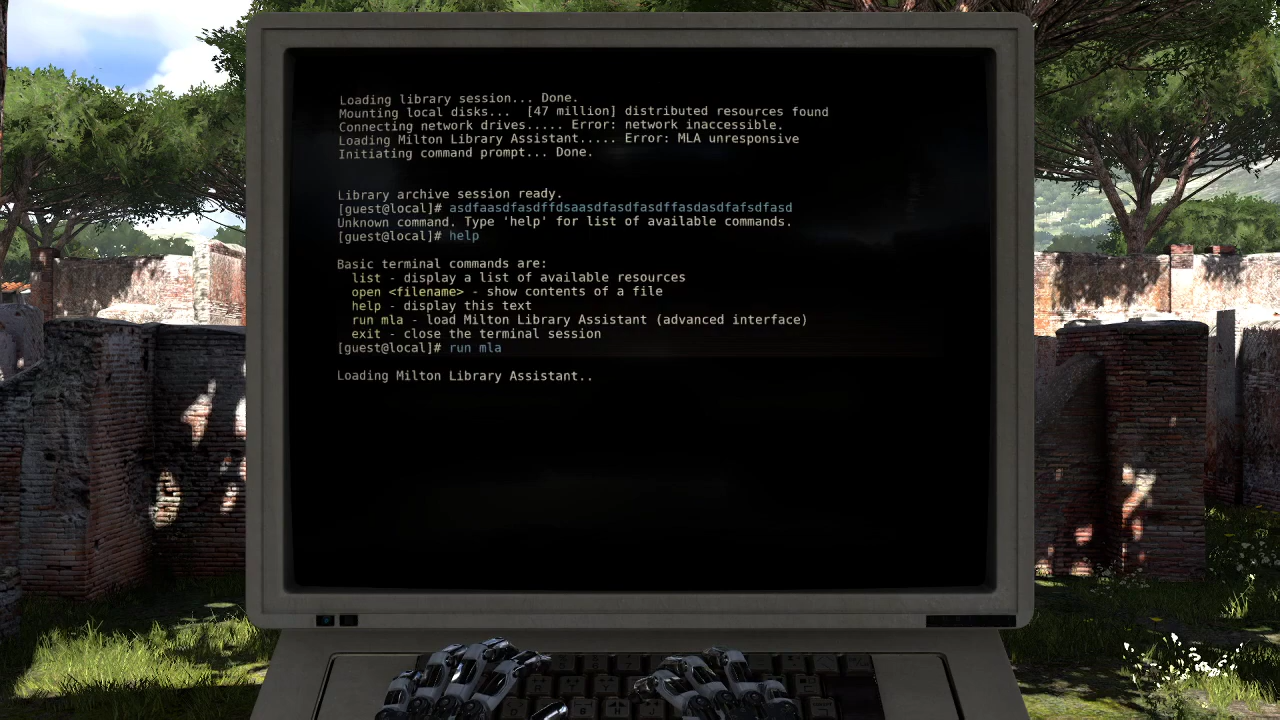 Loading library session... Done.
Mounting local disks...  [47 million] distributed resources found
Connecting network drives..... Error: network inaccessible.
Loading Milton Library Assistant..... Error: MLA unresponsive
Initiating command prompt... Done.
Library archive session ready.
[guest@local]# asdfaasdfasdffdsaasdfasdfasdffasdasdfafsdfasd
Unknown command. Type 'help' for list of available commands.
[guest@local]# help
Basic terminal commands are:
list - display a list of available resources
open <filename> - show contents of a file
help - display this text
run mla - load Milton Library Assistant (advanced interface)
exit - close the terminal session
[guest@local]# run mla
Loading Milton Library Assistant..